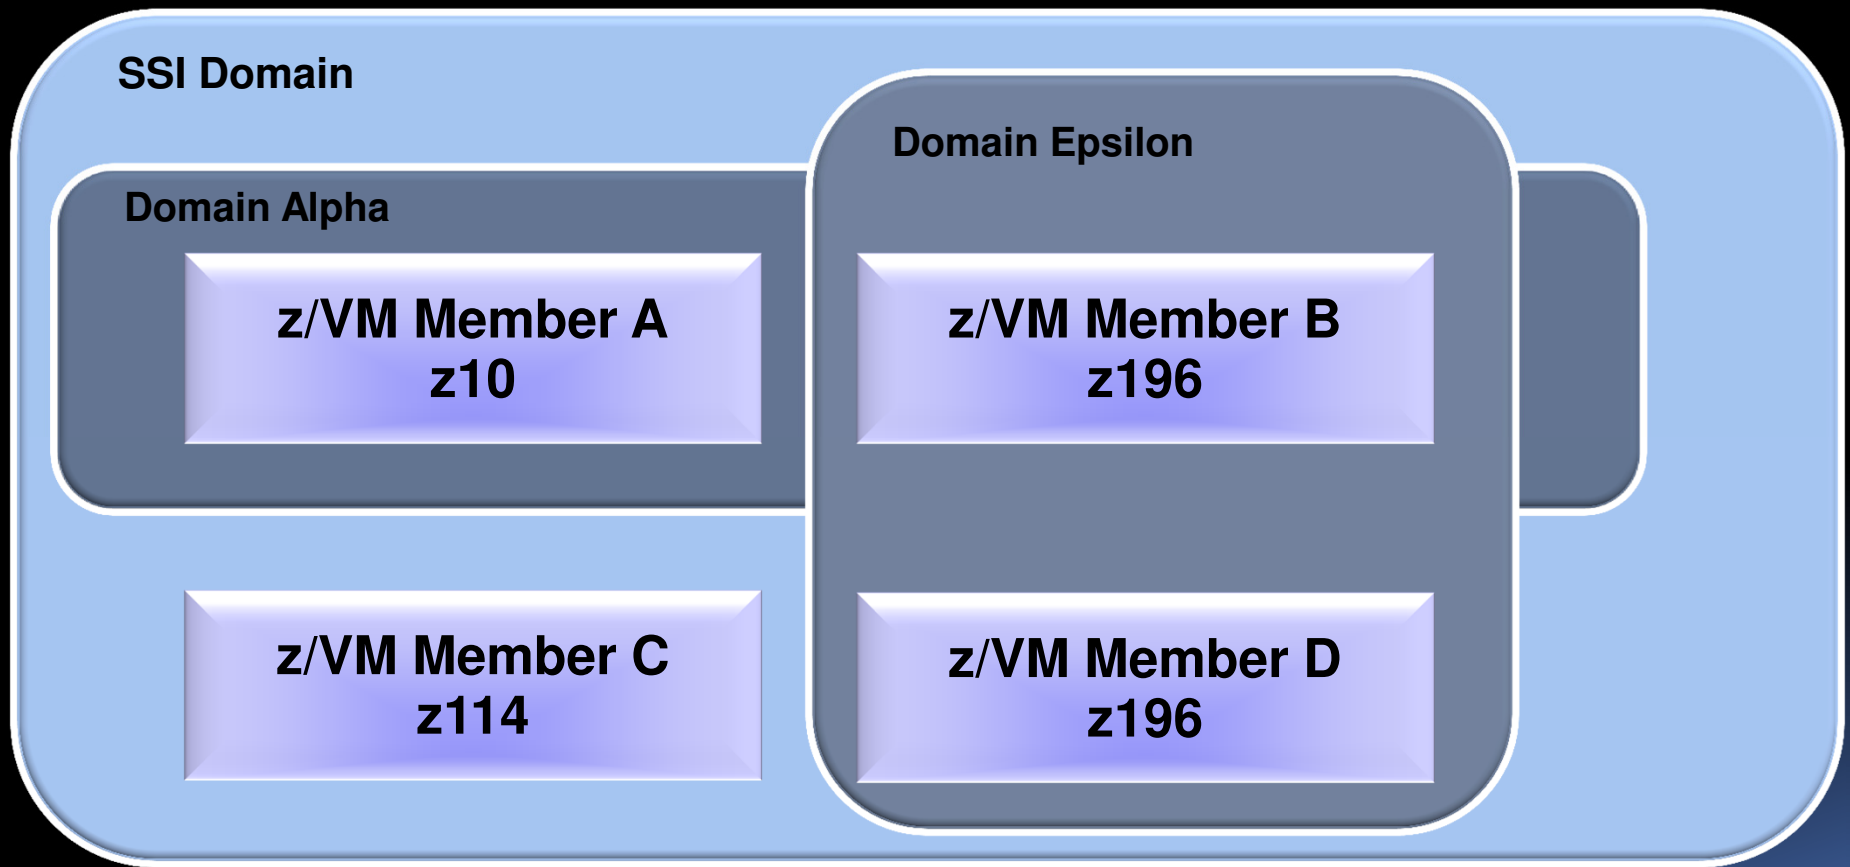 SSI Domain
Domain Epsilon
Domain Alpha
z/VM Member A
z10
z/VM Member B
z196
z/VM Member C
z114
z/VM Member D
z196